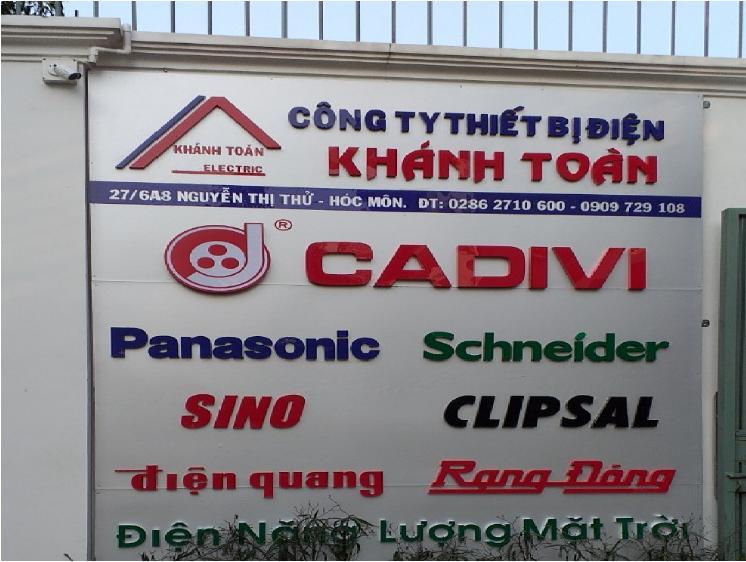 KHÁNH TOÀN
ELECTRIC
CÔNG TY THIẾT BỊ ĐIỆN
KHÁNH TOÀN
27/6A8 NGUYỄN THỊ THỬ - HÓC MÔN. ĐT: 0286 2710 600 - 0909 729 108
d ® CADIVI
Panasonic Schneider
SINO CLIPSAL
điện quang Rạng Đông
Điện Năng Lượng Mặt Trời